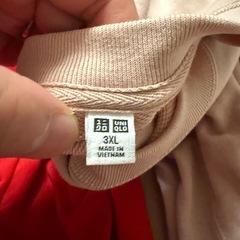 ユニ UNI
クロ QLO
3XL
MADE IN
VIETNAM